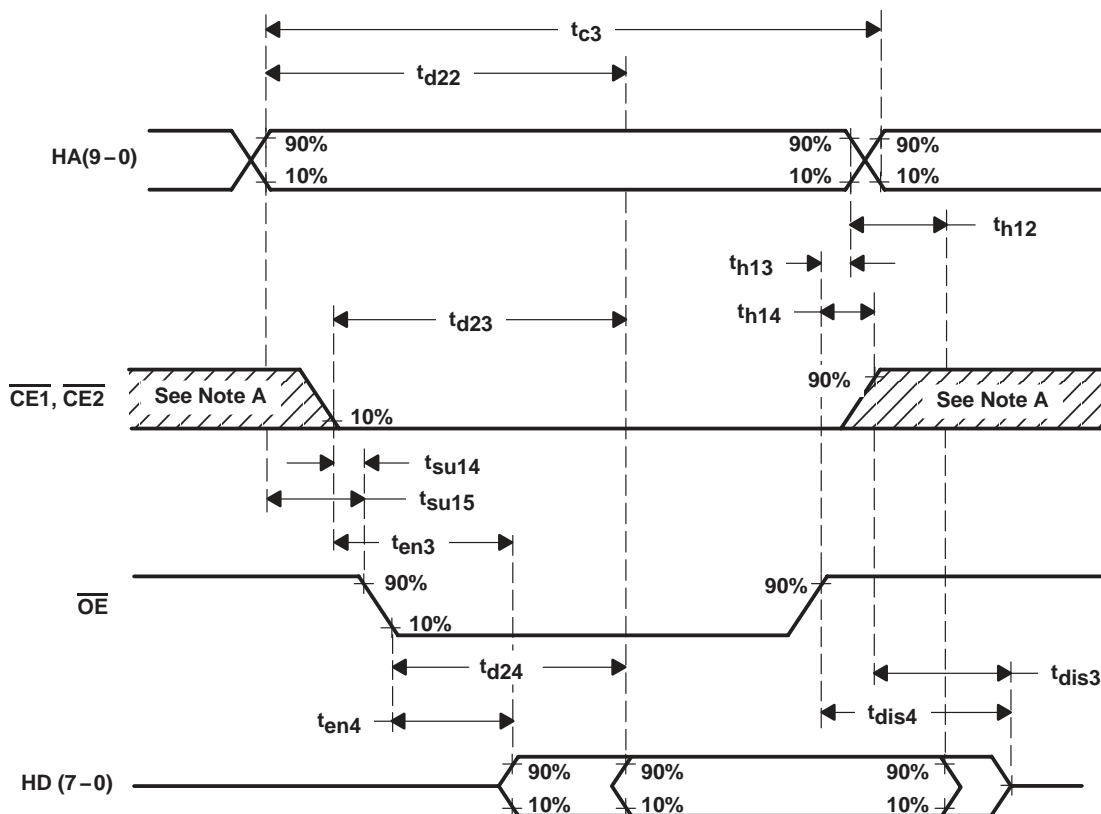 tc3
td22
HA(9–0)
90%
90%
90%
10%
10%
10%
th12
th13
th14
td23
CE1, CE2
See Note A
90%
See Note A
10%
tsu14
tsu15
ten3
OE
90%
90%
10%
td24
tdis3
ten4
tdis4
HD (7–0)
90%
90%
90%
10%
10%
10%